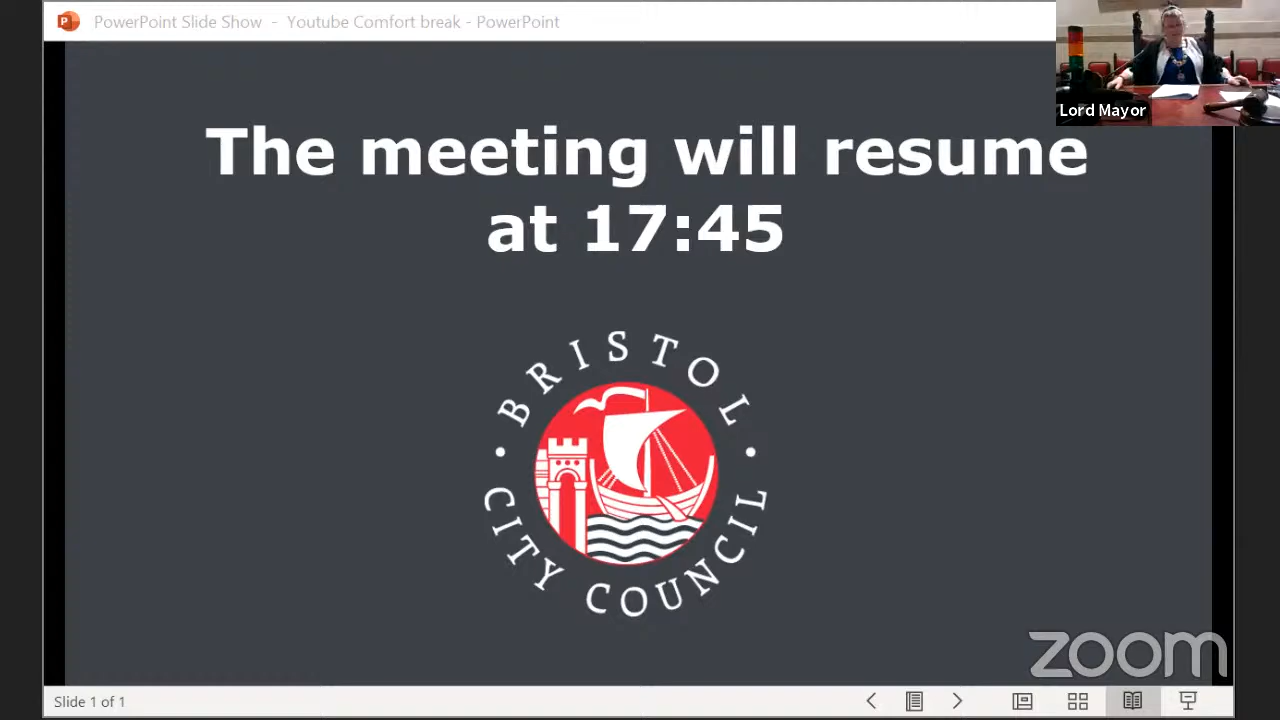 PowerPoint Slide Show - Youtube Comfort break - PowerPoint
Lord Mayor
The meeting will resume
at 17:45
· BRISTOL ·
CITY COUNCIL
zoom
Slide 1 of 1